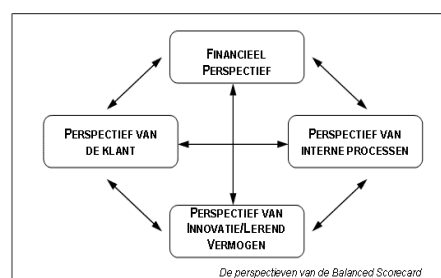 FINANCIEEL
PERSPECTIEF
PERSPECTIEF VAN
DE KLANT
PERSPECTIEF VAN
INTERNE PROCESSEN
PERSPECTIEF VAN
INNOVATIE/LEREND
VERMOGEN
De perspectieven van de Balanced Scorecard